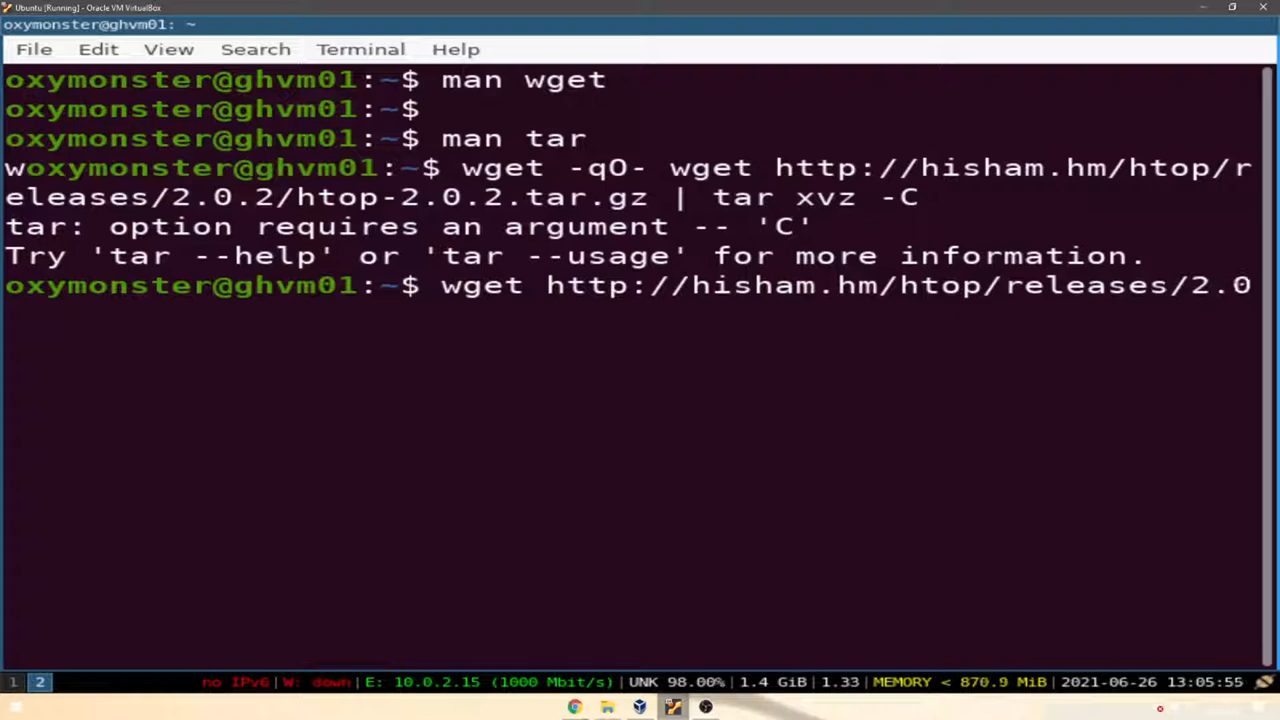 Ubuntu [Running] - Oracle VM VirtualBox
oxymonster@ghvm01: ~
File Edit View Search Terminal Help
oxymonster@ghvm01:~$ man wget
oxymonster@ghvm01:~$
oxymonster@ghvm01:~$ man tar
woxymonster@ghvm01:~$ wget -qO- wget http://hisham.hm/htop/r
eleases/2.0.2/htop-2.0.2.tar.gz | tar xvz -C
tar: option requires an argument -- 'C'
Try 'tar --help' or 'tar --usage' for more information.
oxymonster@ghvm01:~$ wget http://hisham.hm/htop/releases/2.0
1 2 no IPv6|W: down|E: 10.0.2.15 (1000 Mbit/s)|UNK 98.00%|1.4 GiB|1.33|MEMORY < 870.9 MiB|2021-06-26 13:05:55